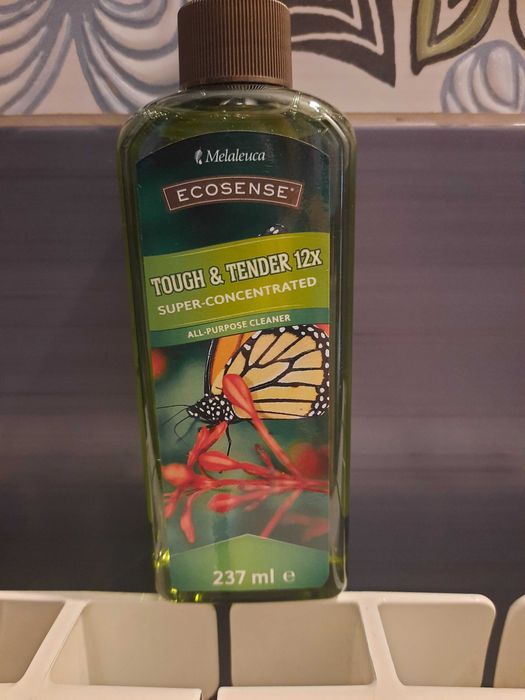 Melaleuca
ECOSENSE®
TOUGH & TENDER 12x
SUPER-CONCENTRATED
ALL-PURPOSE CLEANER
237 ml ℮